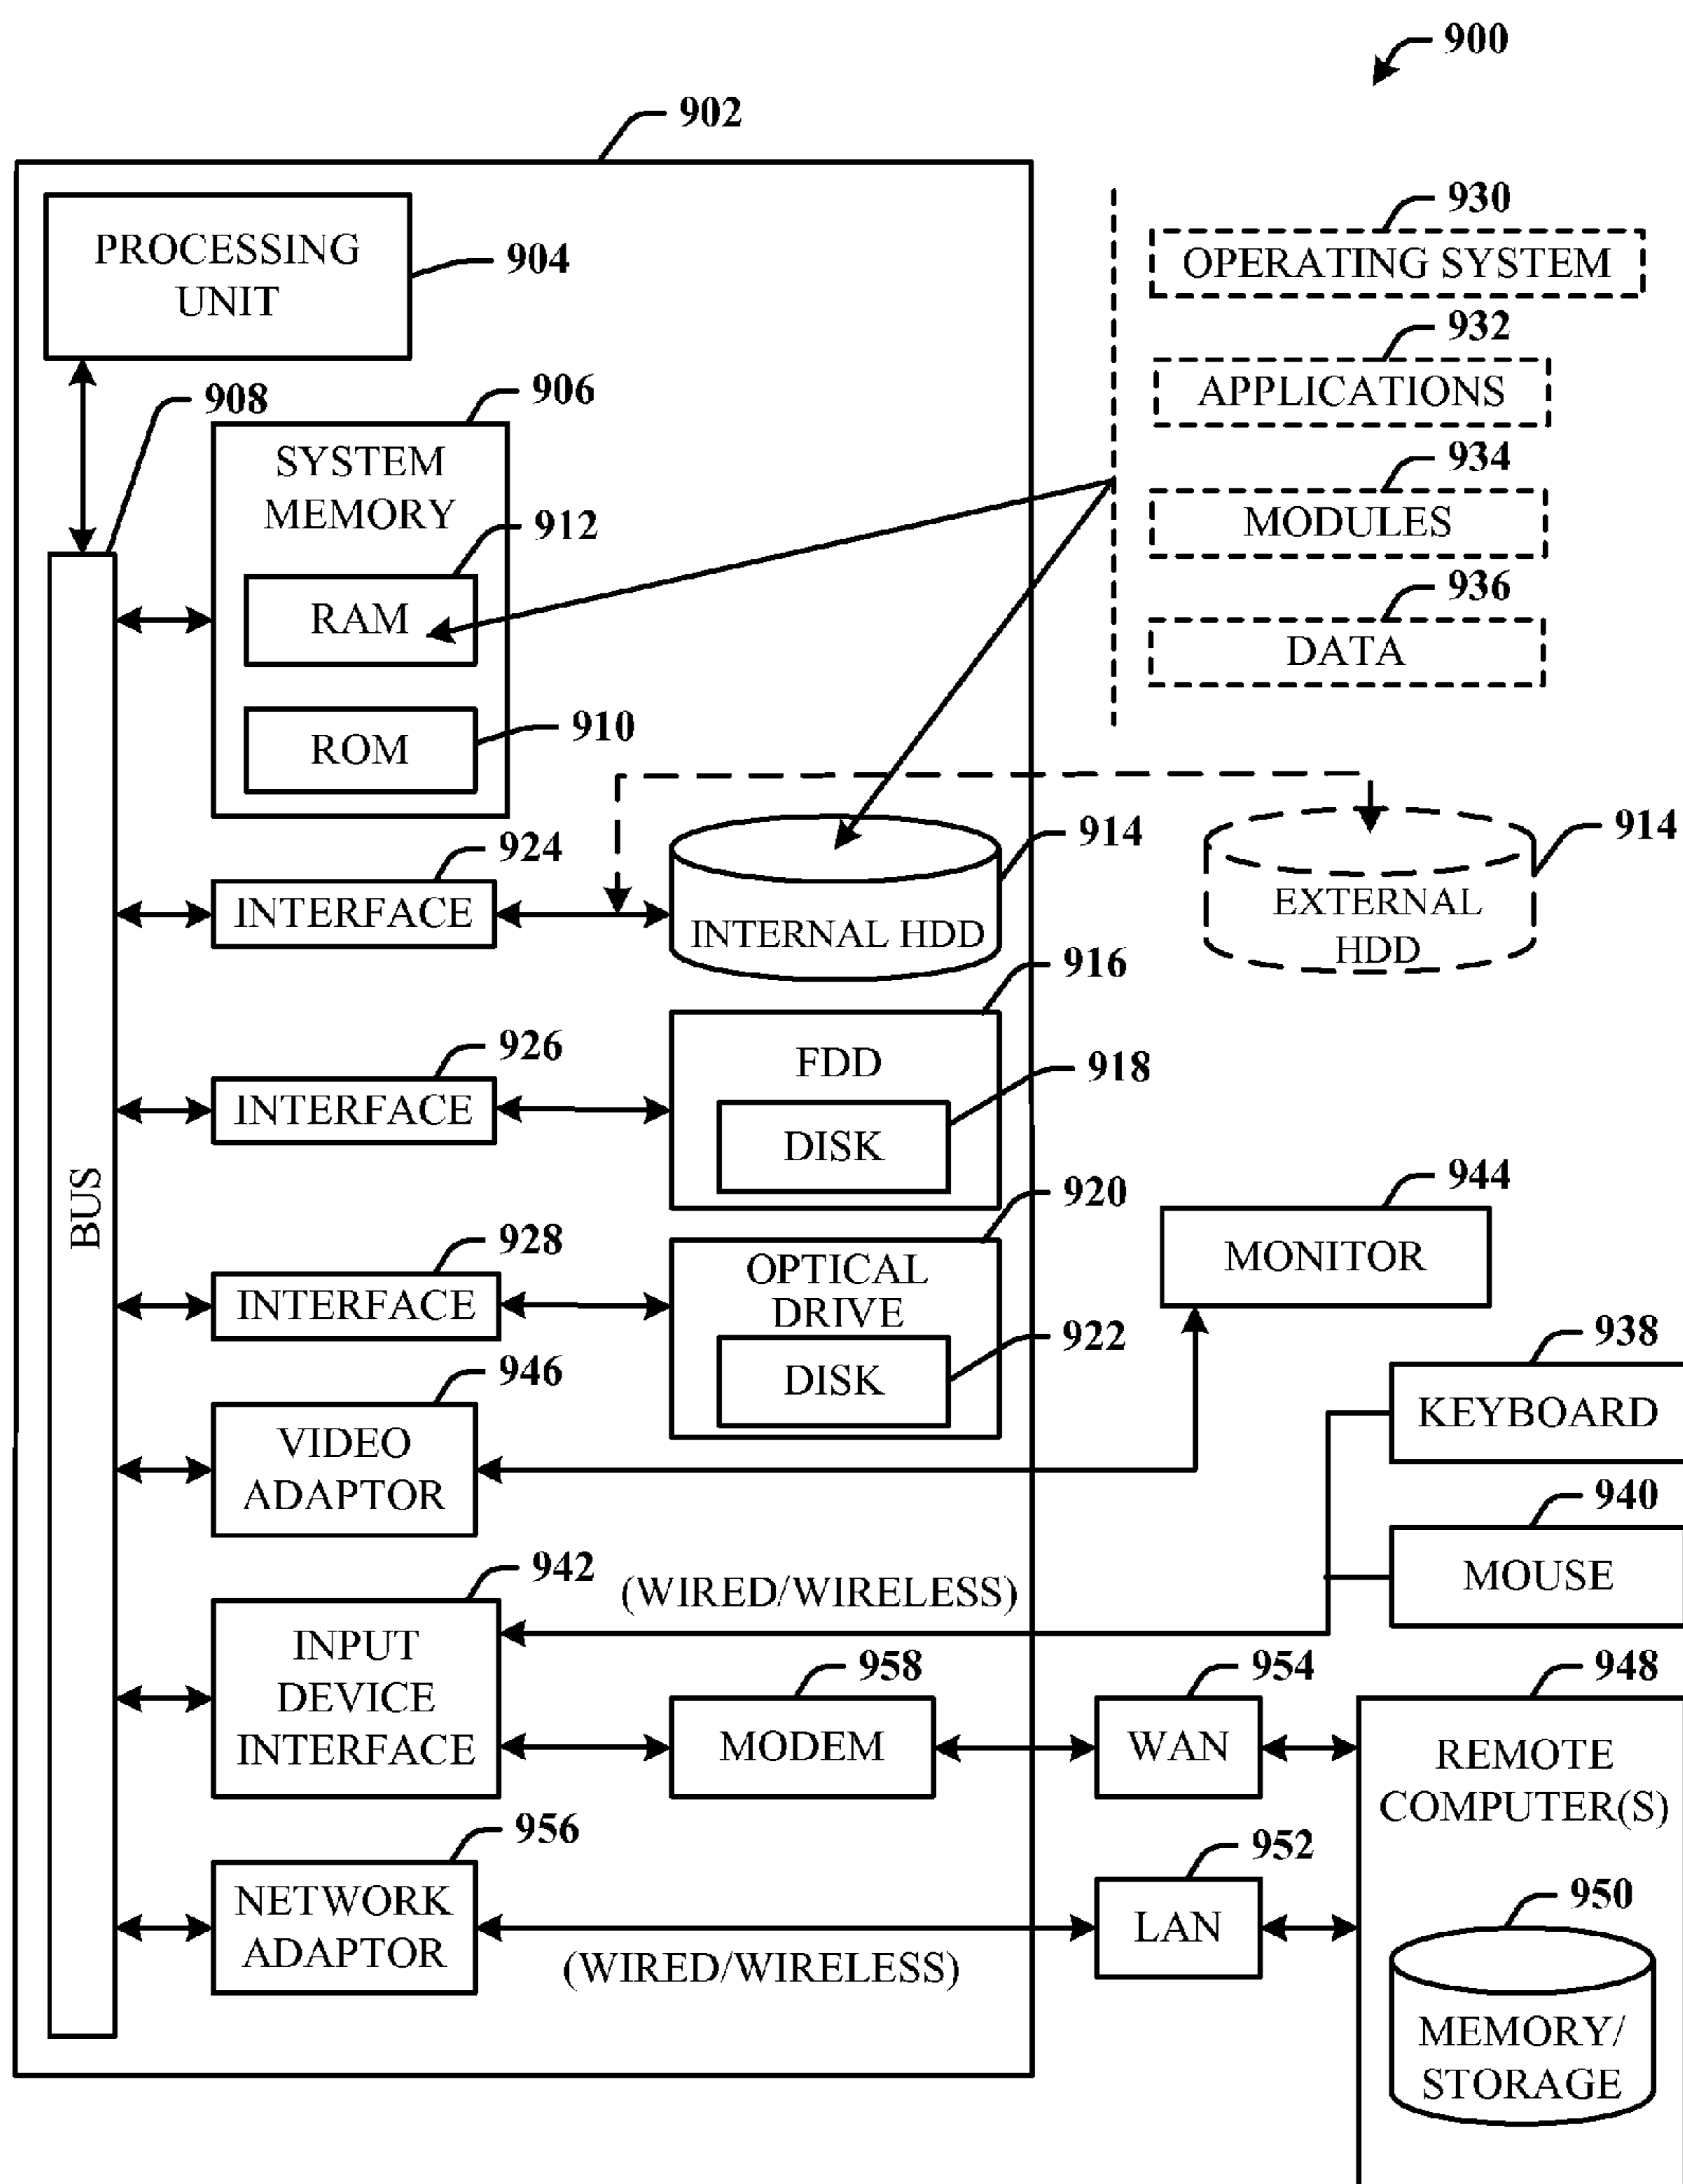 900
902
PROCESSING
UNIT
904
930
OPERATING SYSTEM
932
APPLICATIONS
934
MODULES
936
DATA
908
906
SYSTEM
MEMORY
912
RAM
910
ROM
BUS
924
INTERFACE
914
INTERNAL HDD
914
EXTERNAL
HDD
926
INTERFACE
916
FDD
918
DISK
928
INTERFACE
920
OPTICAL
DRIVE
922
DISK
944
MONITOR
946
VIDEO
ADAPTOR
938
KEYBOARD
940
MOUSE
942
INPUT
DEVICE
INTERFACE
(WIRED/WIRELESS)
958
MODEM
954
WAN
948
REMOTE
COMPUTER(S)
956
NETWORK
ADAPTOR
(WIRED/WIRELESS)
952
LAN
950
MEMORY/
STORAGE